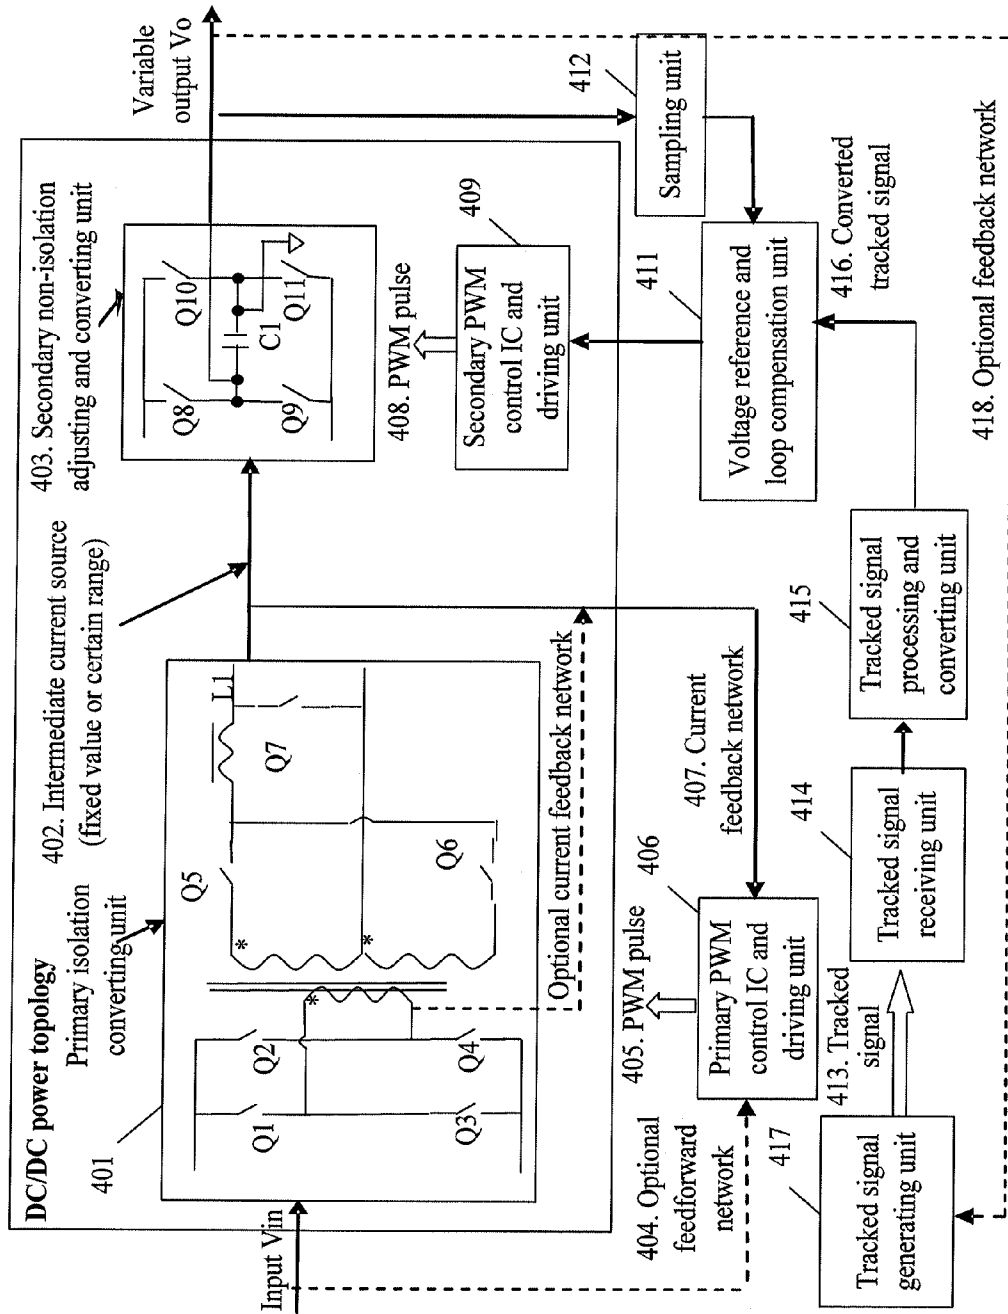 DC/DC power topology
401
Primary isolation
converting unit
402. Intermediate current source
(fixed value or certain range)
403. Secondary non-isolation
adjusting and converting unit
Variable
output Vo
Input Vin
Q1
Q2
Q3
Q4
*
*
*
Q5
Q6
Q7
L1
Q8
Q9
Q10
Q11
C1
Optional current feedback network
408. PWM pulse
409
Secondary PWM
control IC and
driving unit
412
Sampling unit
404. Optional
feedforward
network
405. PWM pulse
406
Primary PWM
control IC and
driving unit
407. Current
feedback network
411
Voltage reference and
loop compensation unit
416. Converted
tracked signal
417
Tracked signal
generating unit
413. Tracked
signal
414
Tracked signal
receiving unit
415
Tracked signal
processing and
converting unit
418. Optional feedback network